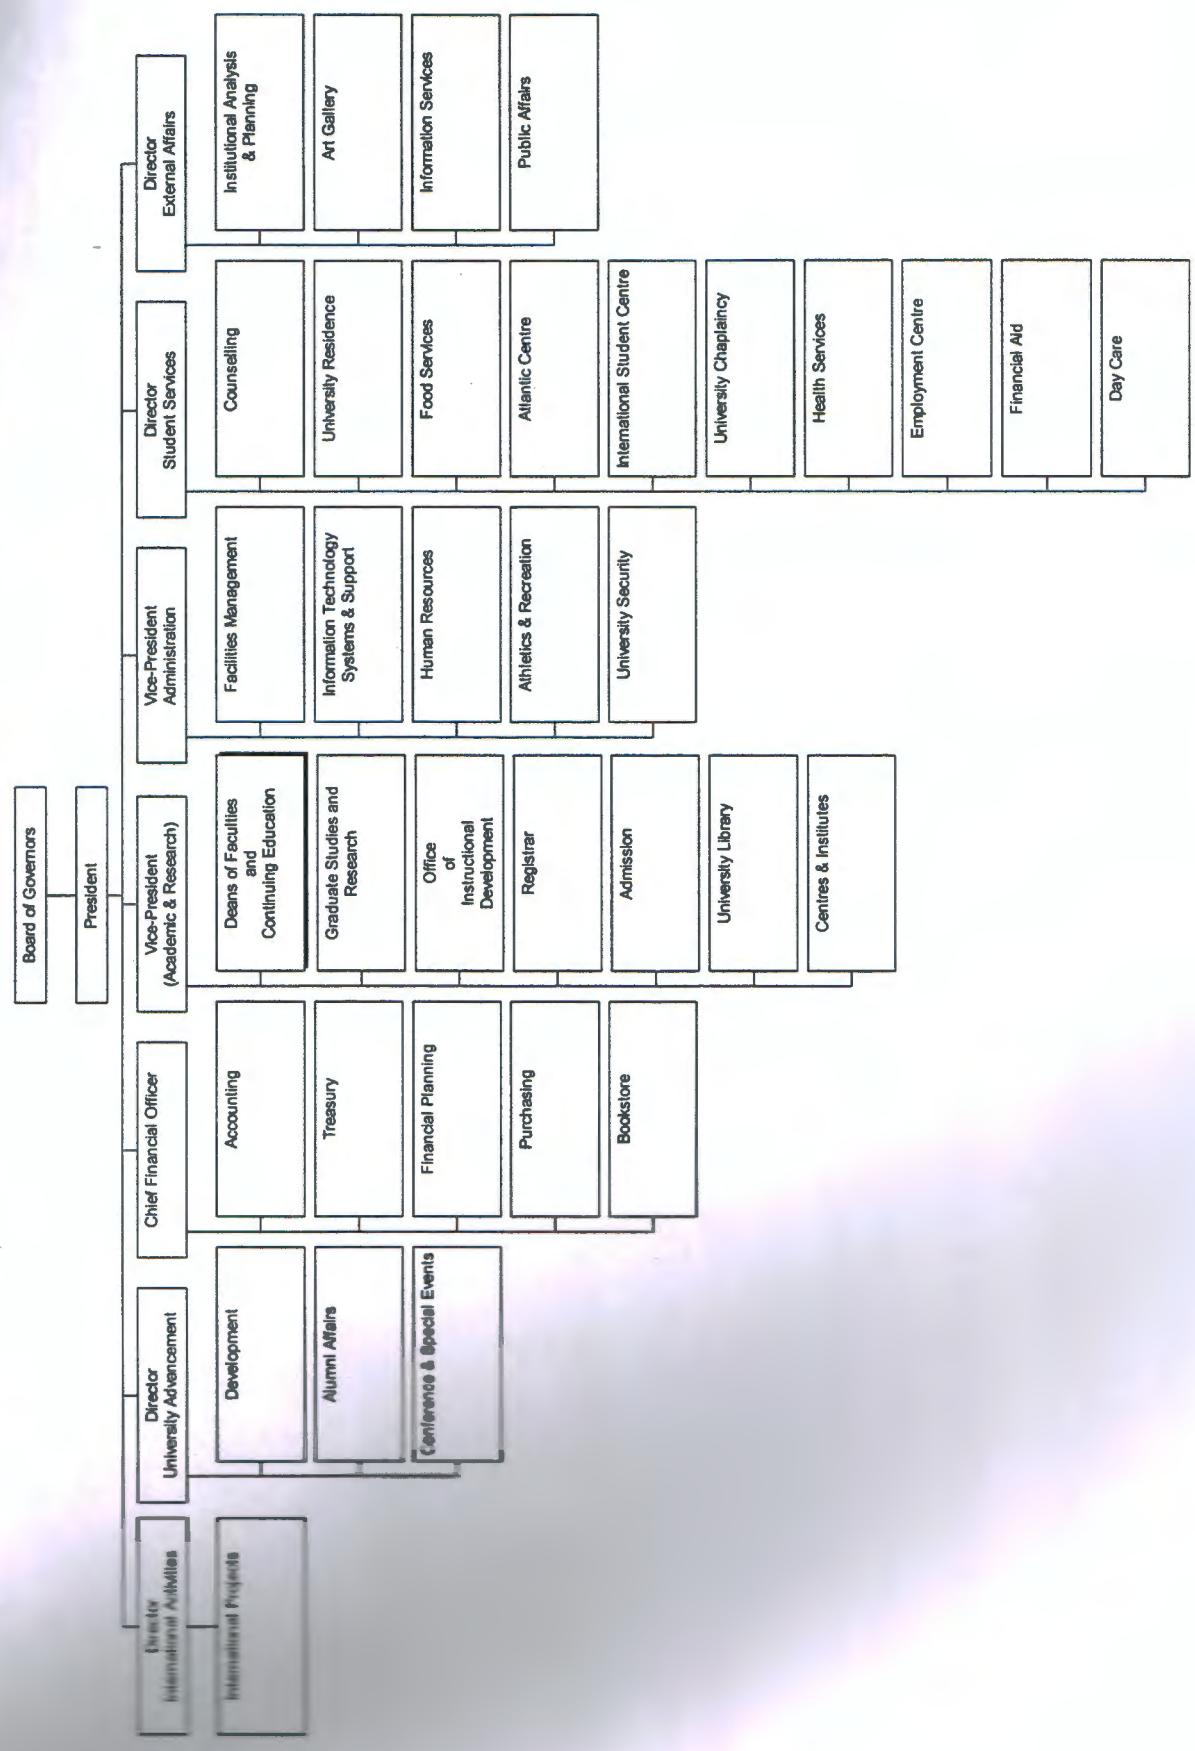 Board of Governors
President
Director
International Activities
International Projects
Director
University Advancement
Development
Alumni Affairs
Conference & Special Events
Chief Financial Officer
Accounting
Treasury
Financial Planning
Purchasing
Bookstore
Vice-President
(Academic & Research)
Deans of Faculties
and
Continuing Education
Graduate Studies and
Research
Office
of
Instructional
Development
Registrar
Admission
University Library
Centres & Institutes
Vice-President
Administration
Facilities Management
Information Technology
Systems & Support
Human Resources
Athletics & Recreation
University Security
Director
Student Services
Counselling
University Residence
Food Services
Atlantic Centre
International Student Centre
University Chaplaincy
Health Services
Employment Centre
Financial Aid
Day Care
Director
External Affairs
Institutional Analysis
& Planning
Art Gallery
Information Services
Public Affairs